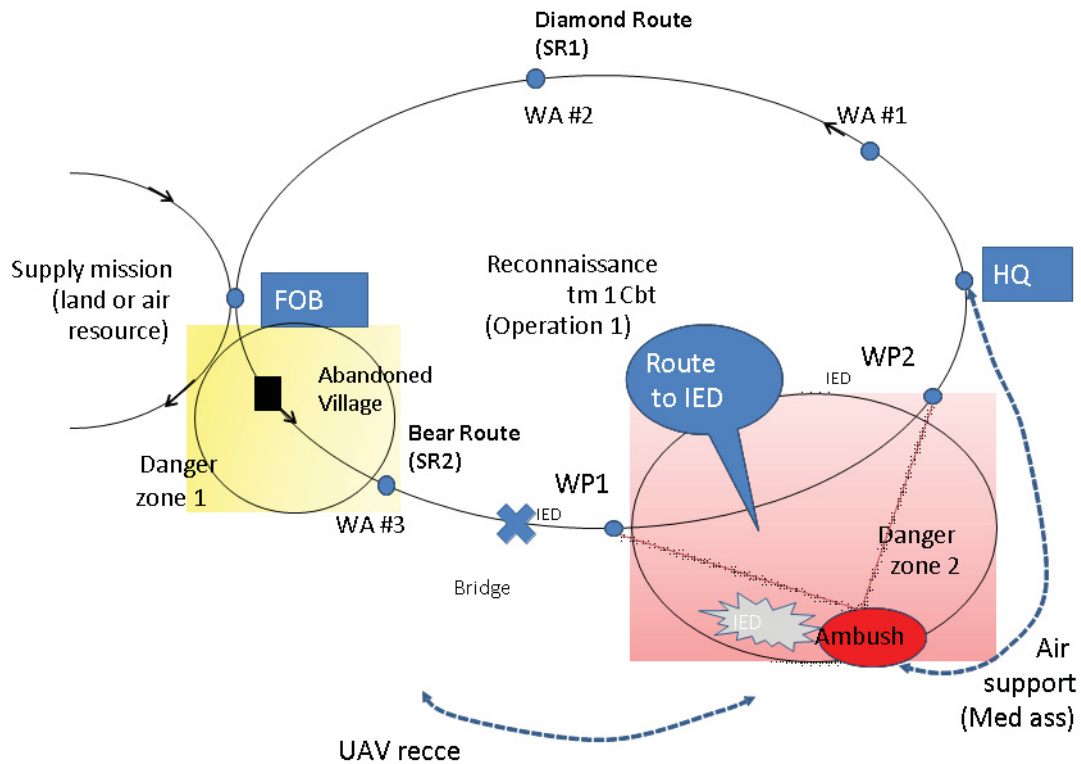 Diamond Route
(SR1)
WA #2
WA #1
Supply mission
(land or air
resource)
FOB
Reconnaissance
tm 1 Cbt
(Operation 1)
HQ
Abandoned
Village
Route
to IED
IED
WP2
Bear Route
(SR2)
Danger
zone 1
WP1
WA #3
IED
Danger
zone 2
Bridge
IED
Ambush
Air
support
(Med ass)
UAV recce